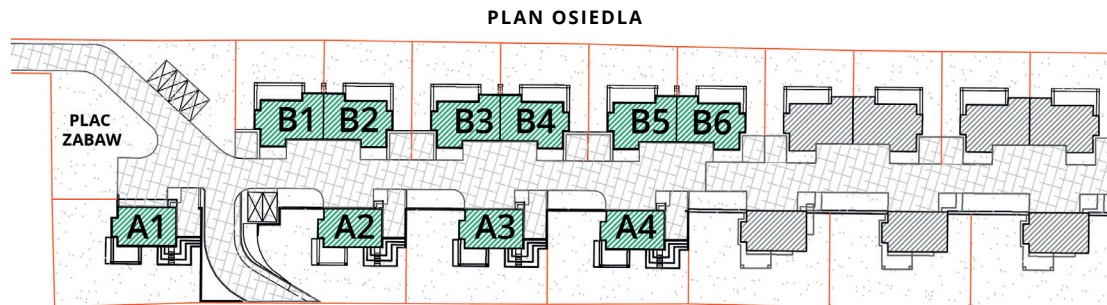 PLAN OSIEDLA
B1 B2 B3 B4 B5 B6
PLAC
ZABAW
A1 A2 A3 A4